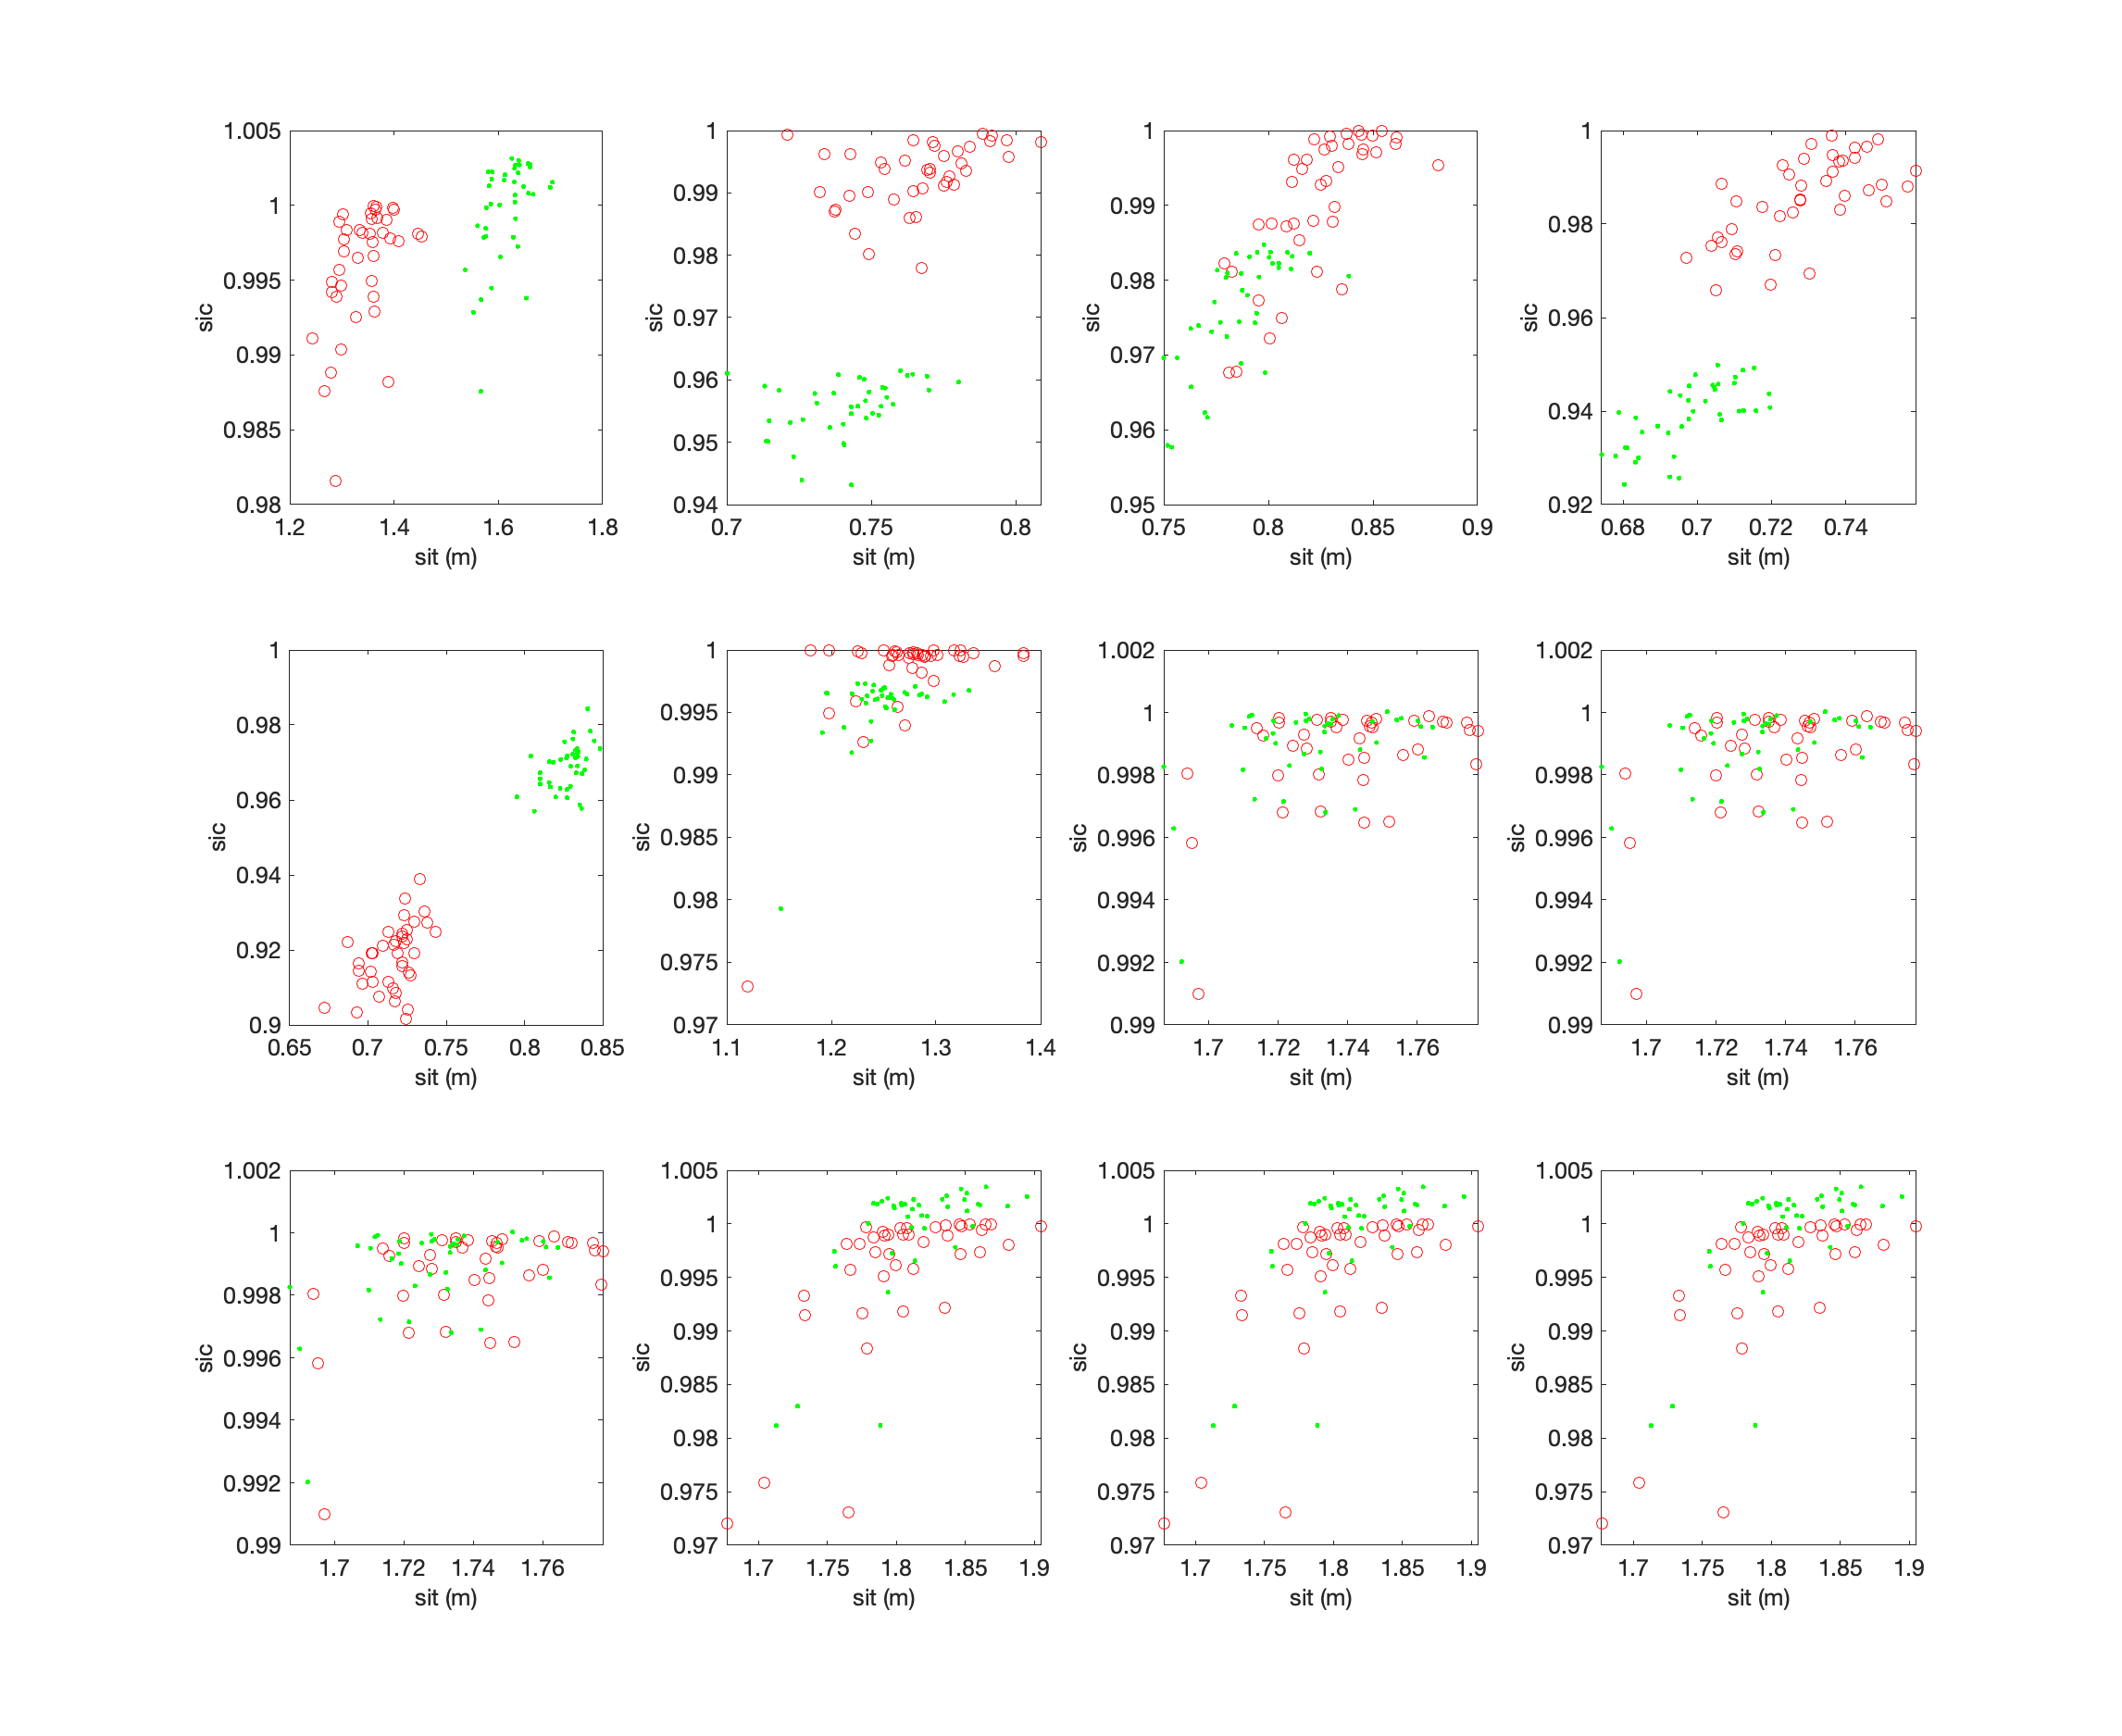 1.005 1 0.995 0.99 0.985 0.98
sic
1.2 1.4 1.6 1.8
sit (m)
1 0.99 0.98 0.97 0.96 0.95 0.94
sic
0.7 0.75 0.8
sit (m)
1 0.99 0.98 0.97 0.96 0.95
sic
0.75 0.8 0.85 0.9
sit (m)
1 0.98 0.96 0.94 0.92
sic
0.68 0.7 0.72 0.74
sit (m)
1 0.98 0.96 0.94 0.92 0.9
sic
0.65 0.7 0.75 0.8 0.85
sit (m)
1 0.995 0.99 0.985 0.98 0.975 0.97
sic
1.1 1.2 1.3 1.4
sit (m)
1.002 1 0.998 0.996 0.994 0.992 0.99
sic
1.7 1.72 1.74 1.76
sit (m)
1.002 1 0.998 0.996 0.994 0.992 0.99
sic
1.7 1.72 1.74 1.76
sit (m)
1.002 1 0.998 0.996 0.994 0.992 0.99
sic
1.7 1.72 1.74 1.76
sit (m)
1.005 1 0.995 0.99 0.985 0.98 0.975 0.97
sic
1.7 1.75 1.8 1.85 1.9
sit (m)
1.005 1 0.995 0.99 0.985 0.98 0.975 0.97
sic
1.7 1.75 1.8 1.85 1.9
sit (m)
1.005 1 0.995 0.99 0.985 0.98 0.975 0.97
sic
1.7 1.75 1.8 1.85 1.9
sit (m)